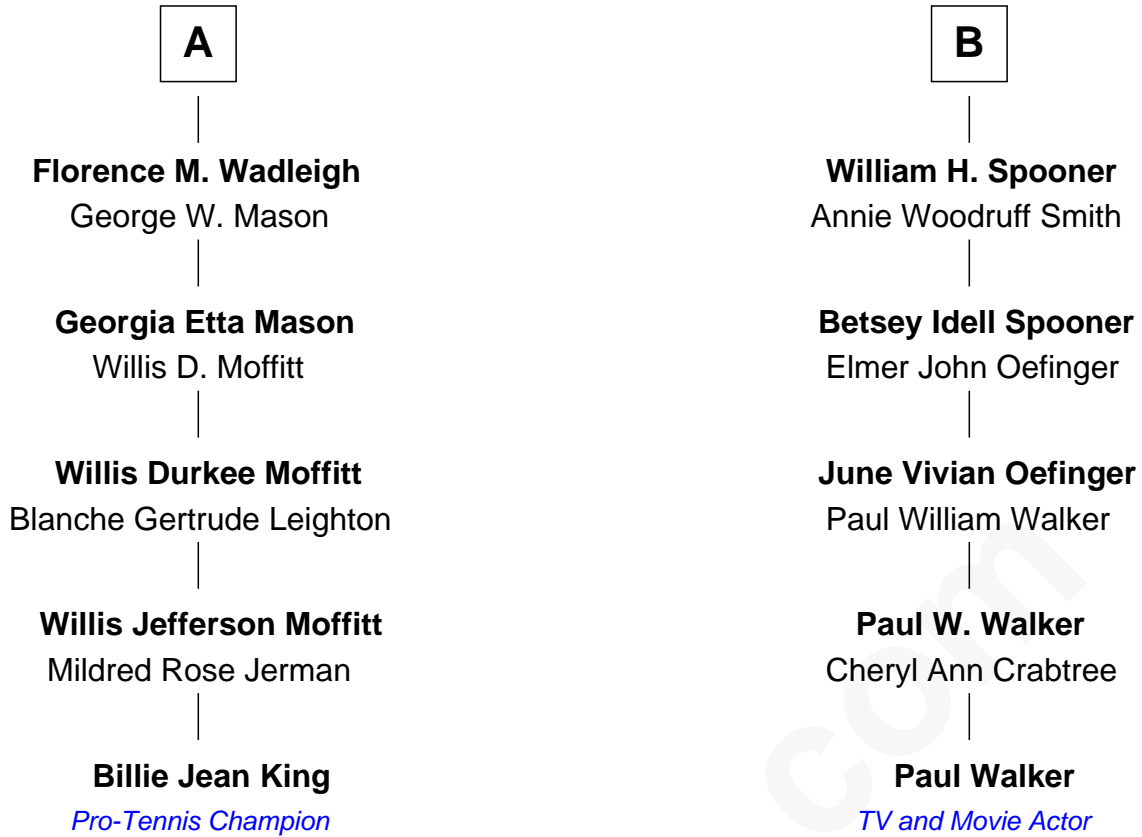 A
Florence M. Wadleigh
George W. Mason
Georgia Etta Mason
Willis D. Moffitt
Willis Durkee Moffitt
Blanche Gertrude Leighton
Willis Jefferson Moffitt
Mildred Rose Jerman
Billie Jean King
Pro-Tennis Champion
B
William H. Spooner
Annie Woodruff Smith
Betsey Idell Spooner
Elmer John Oefinger
June Vivian Oefinger
Paul William Walker
Paul W. Walker
Cheryl Ann Crabtree
Paul Walker
TV and Movie Actor
com